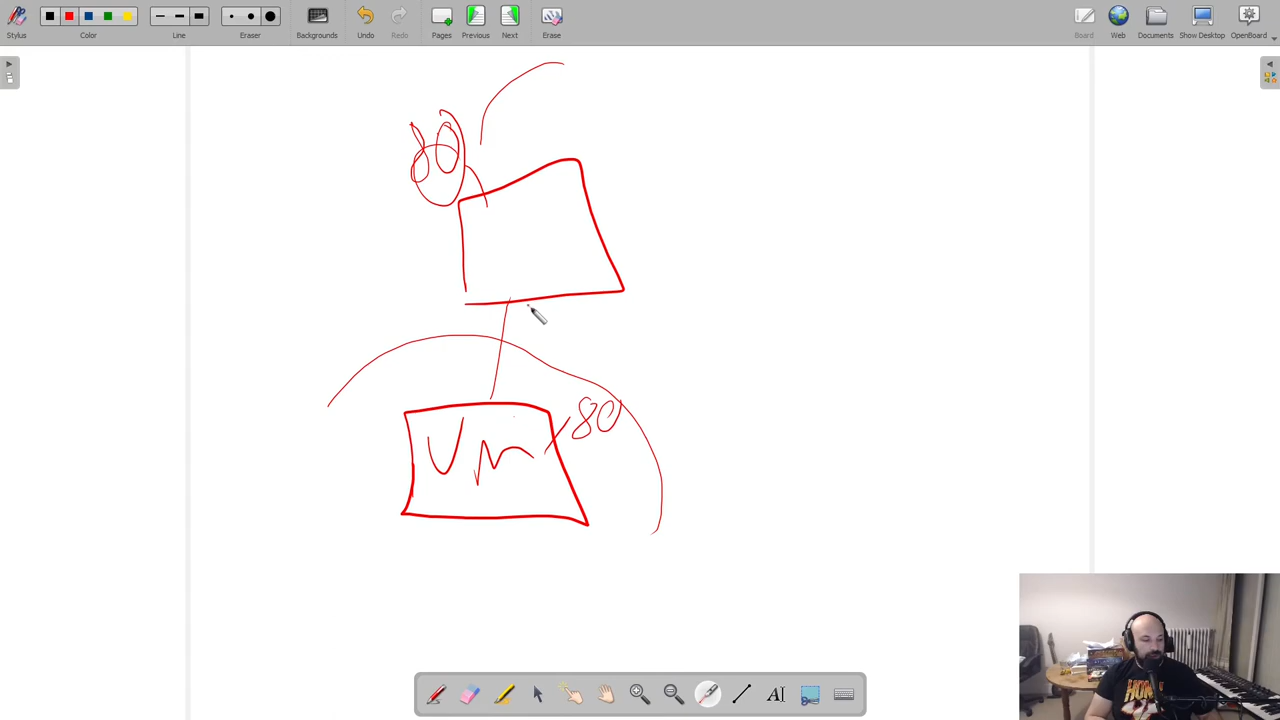 Stylus
Color
Line
Eraser
Backgrounds
Undo
Redo
Pages
Previous
Next
Erase
Board
Web
Documents
Show Desktop
OpenBoard
80
Vm
80